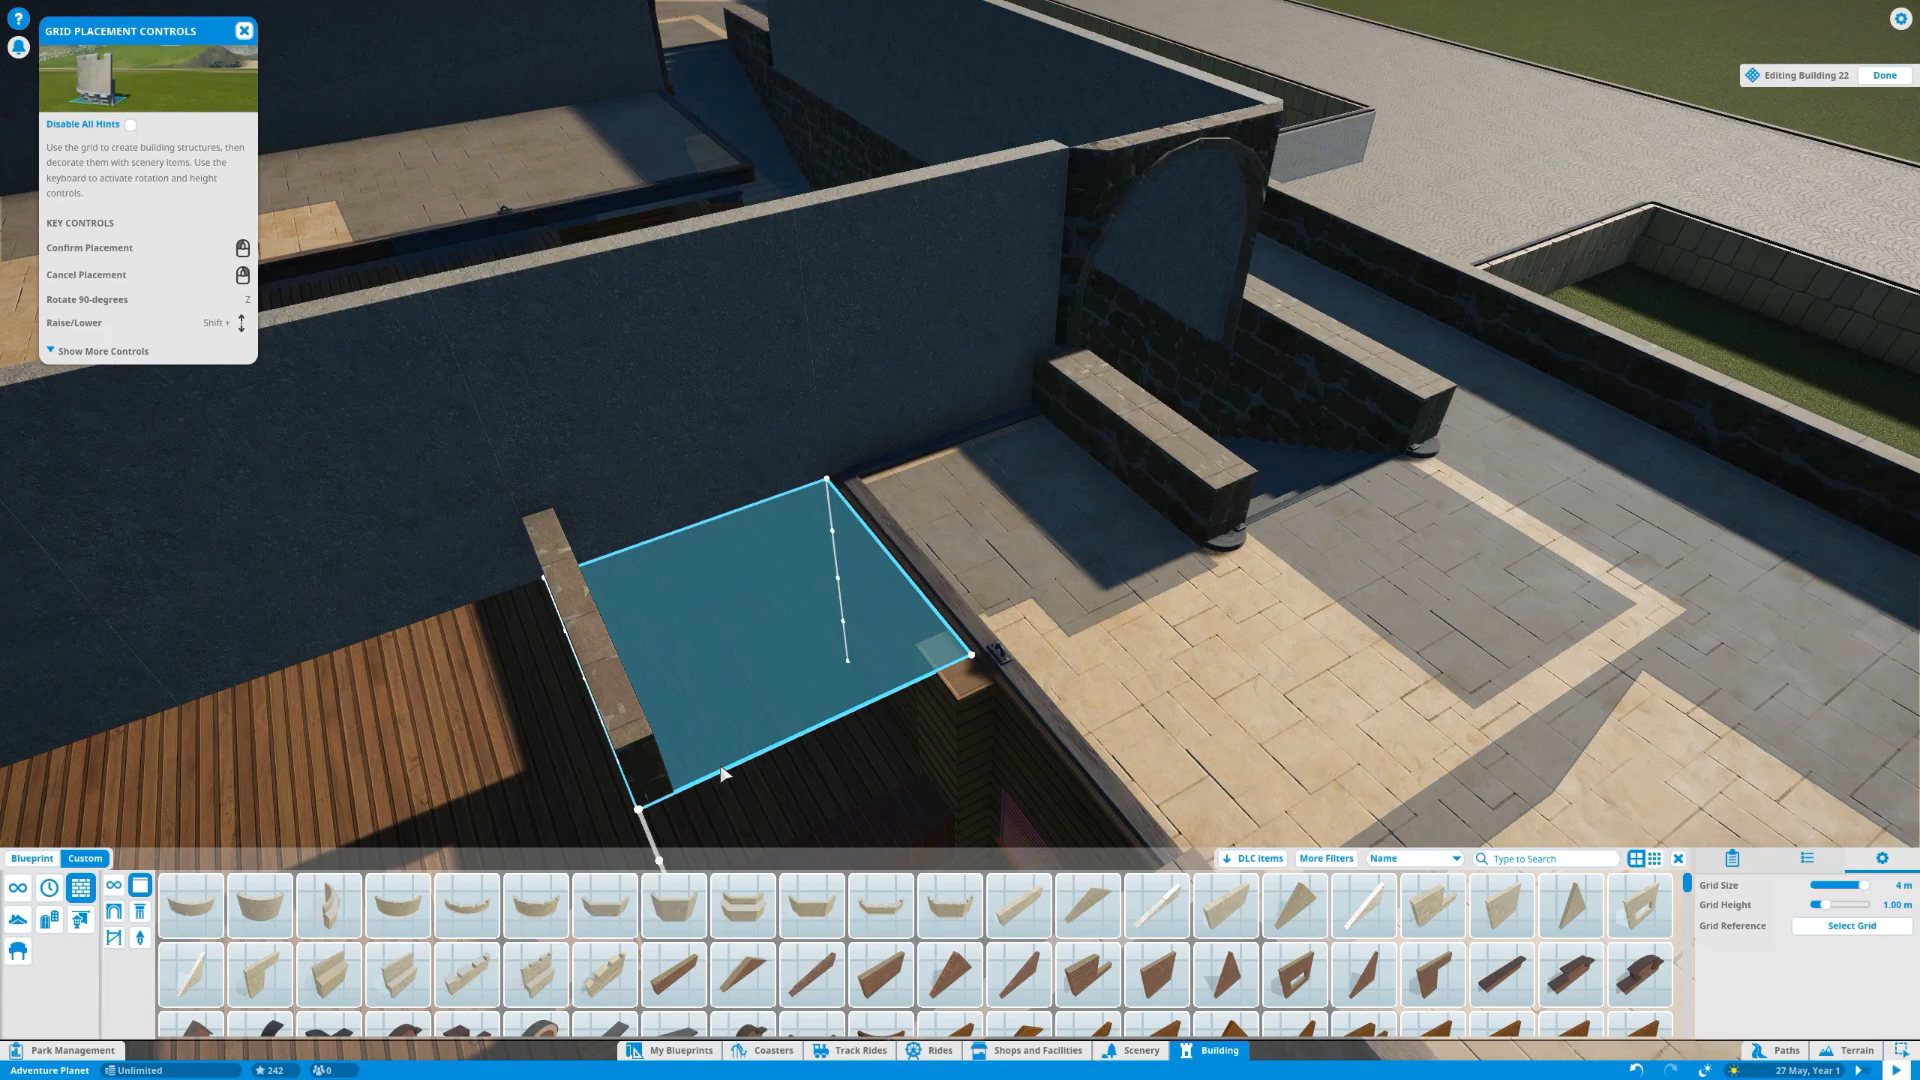 ?
GRID PLACEMENT CONTROLS
Disable All Hints
Use the grid to create building structures, then
decorate them with scenery items. Use the
keyboard to activate rotation and height
controls.
KEY CONTROLS
Confirm Placement
Cancel Placement
Rotate 90-degrees Z
Raise/Lower Shift +
Show More Controls
Editing Building 22 Done
Blueprint Custom
DLC items More Filters Name Type to Search
Grid Size 4 m
Grid Height 1.00 m
Grid Reference Select Grid
Park Management My Blueprints Coasters Track Rides Rides Shops and Facilities Scenery Building Paths Terrain
Adventure Planet Unlimited 242 0 27 May, Year 1